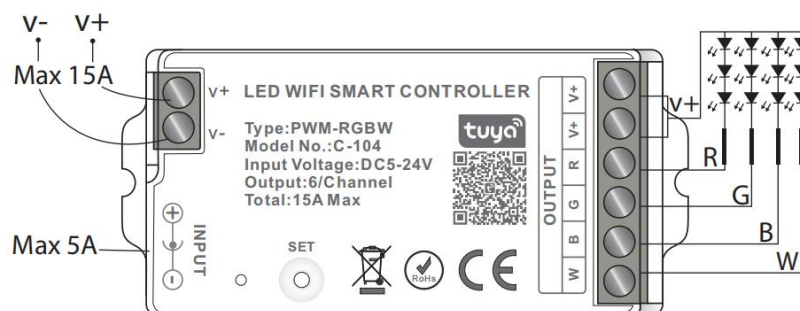 v- v+
Max 15A
V+
V-
LED WIFI SMART CONTROLLER
Type:PWM-RGBW
Model No.:C-104
Input Voltage:DC5-24V
Output:6/Channel
Total:15A Max
tuya
Max 5A
INPUT
SET
RoHs
CE
OUTPUT
V+
V+
R
G
B
W
v+
R
G
B
W